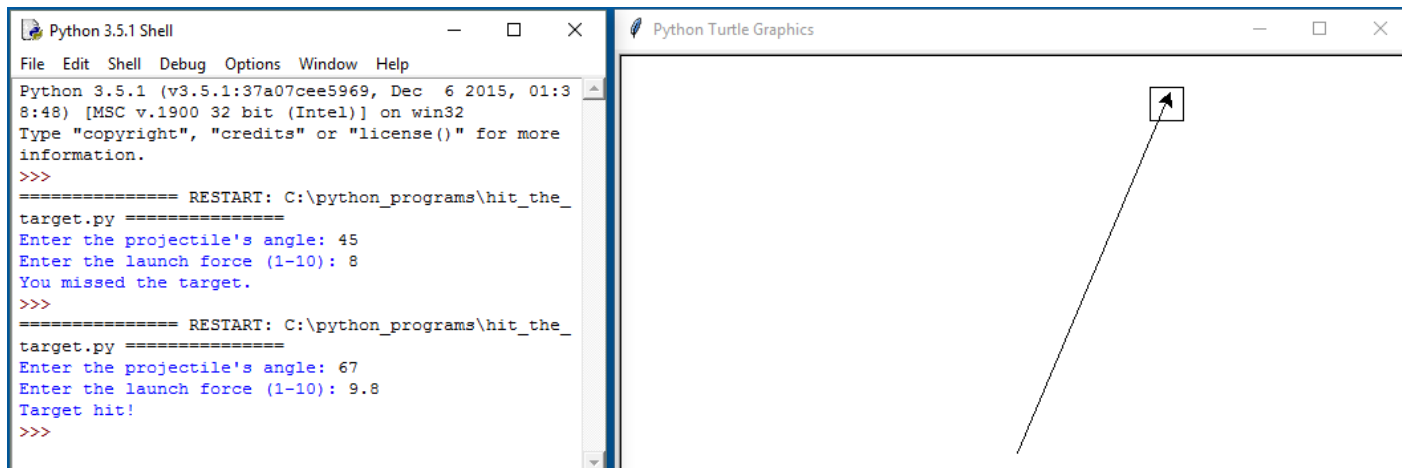 Python 3.5.1 Shell
File Edit Shell Debug Options Window Help
Python 3.5.1 (v3.5.1:37a07cee5969, Dec  6 2015, 01:3
8:48) [MSC v.1900 32 bit (Intel)] on win32
Type "copyright", "credits" or "license()" for more
information.
>>>
=============== RESTART: C:\python_programs\hit_the_
target.py ===============
Enter the projectile's angle: 45
Enter the launch force (1-10): 8
You missed the target.
>>>
=============== RESTART: C:\python_programs\hit_the_
target.py ===============
Enter the projectile's angle: 67
Enter the launch force (1-10): 9.8
Target hit!
>>>
Python Turtle Graphics